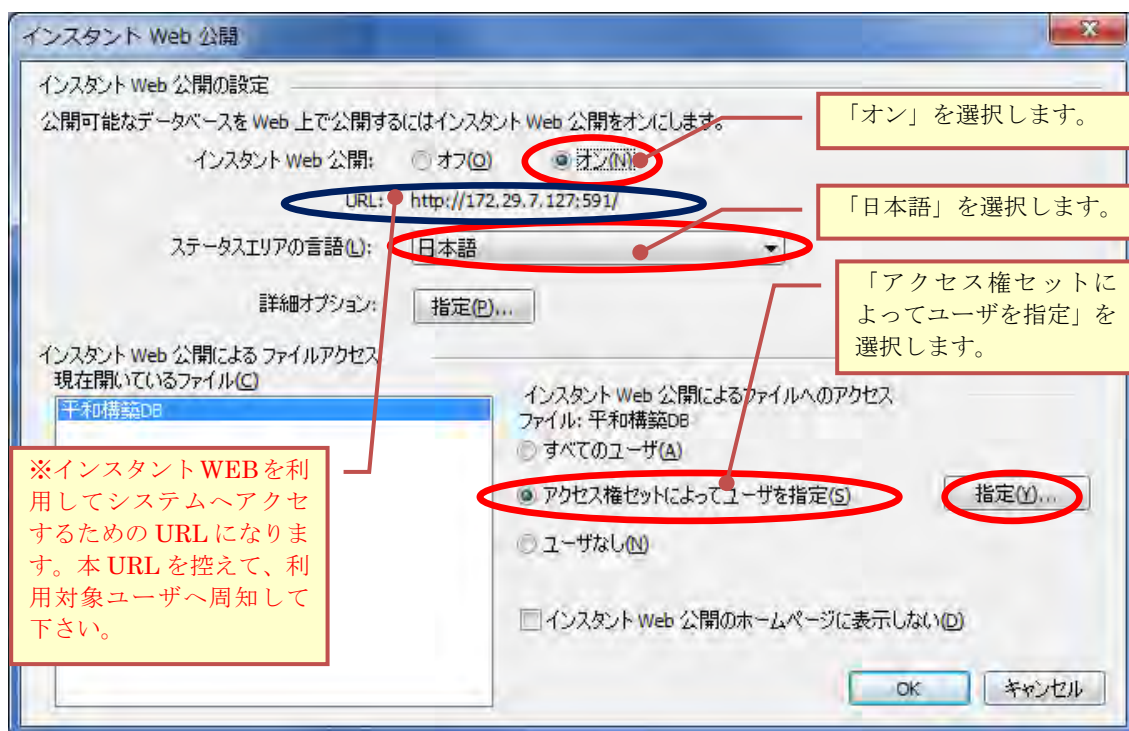 インスタント Web 公開
インスタント Web 公開の設定
公開可能なデータベースを Web 上で公開するにはインスタント Web 公開をオンにします。
「オン」を選択します。
インスタント Web 公開:
オフ(O)
オン(N)
URL: http://172.29.7.127:591/
「日本語」を選択します。
ステータスエリアの言語(L): 日本語
「アクセス権セットに
よってユーザを指定」を
選択します。
詳細オプション: 指定(P)...
インスタント Web 公開による ファイルアクセス
現在開いているファイル(C)
平和構築DB
※インスタント WEB を利
用してシステムへアクセ
するための URL になりま
す。本 URL を控えて、利
用対象ユーザへ周知して
下さい。
インスタント Web 公開によるファイルへのアクセス
ファイル: 平和構築DB
すべてのユーザ(A)
アクセス権セットによってユーザを指定(S)
指定(Y)...
ユーザなし(N)
インスタント Web 公開のホームページに表示しない(D)
OK
キャンセル